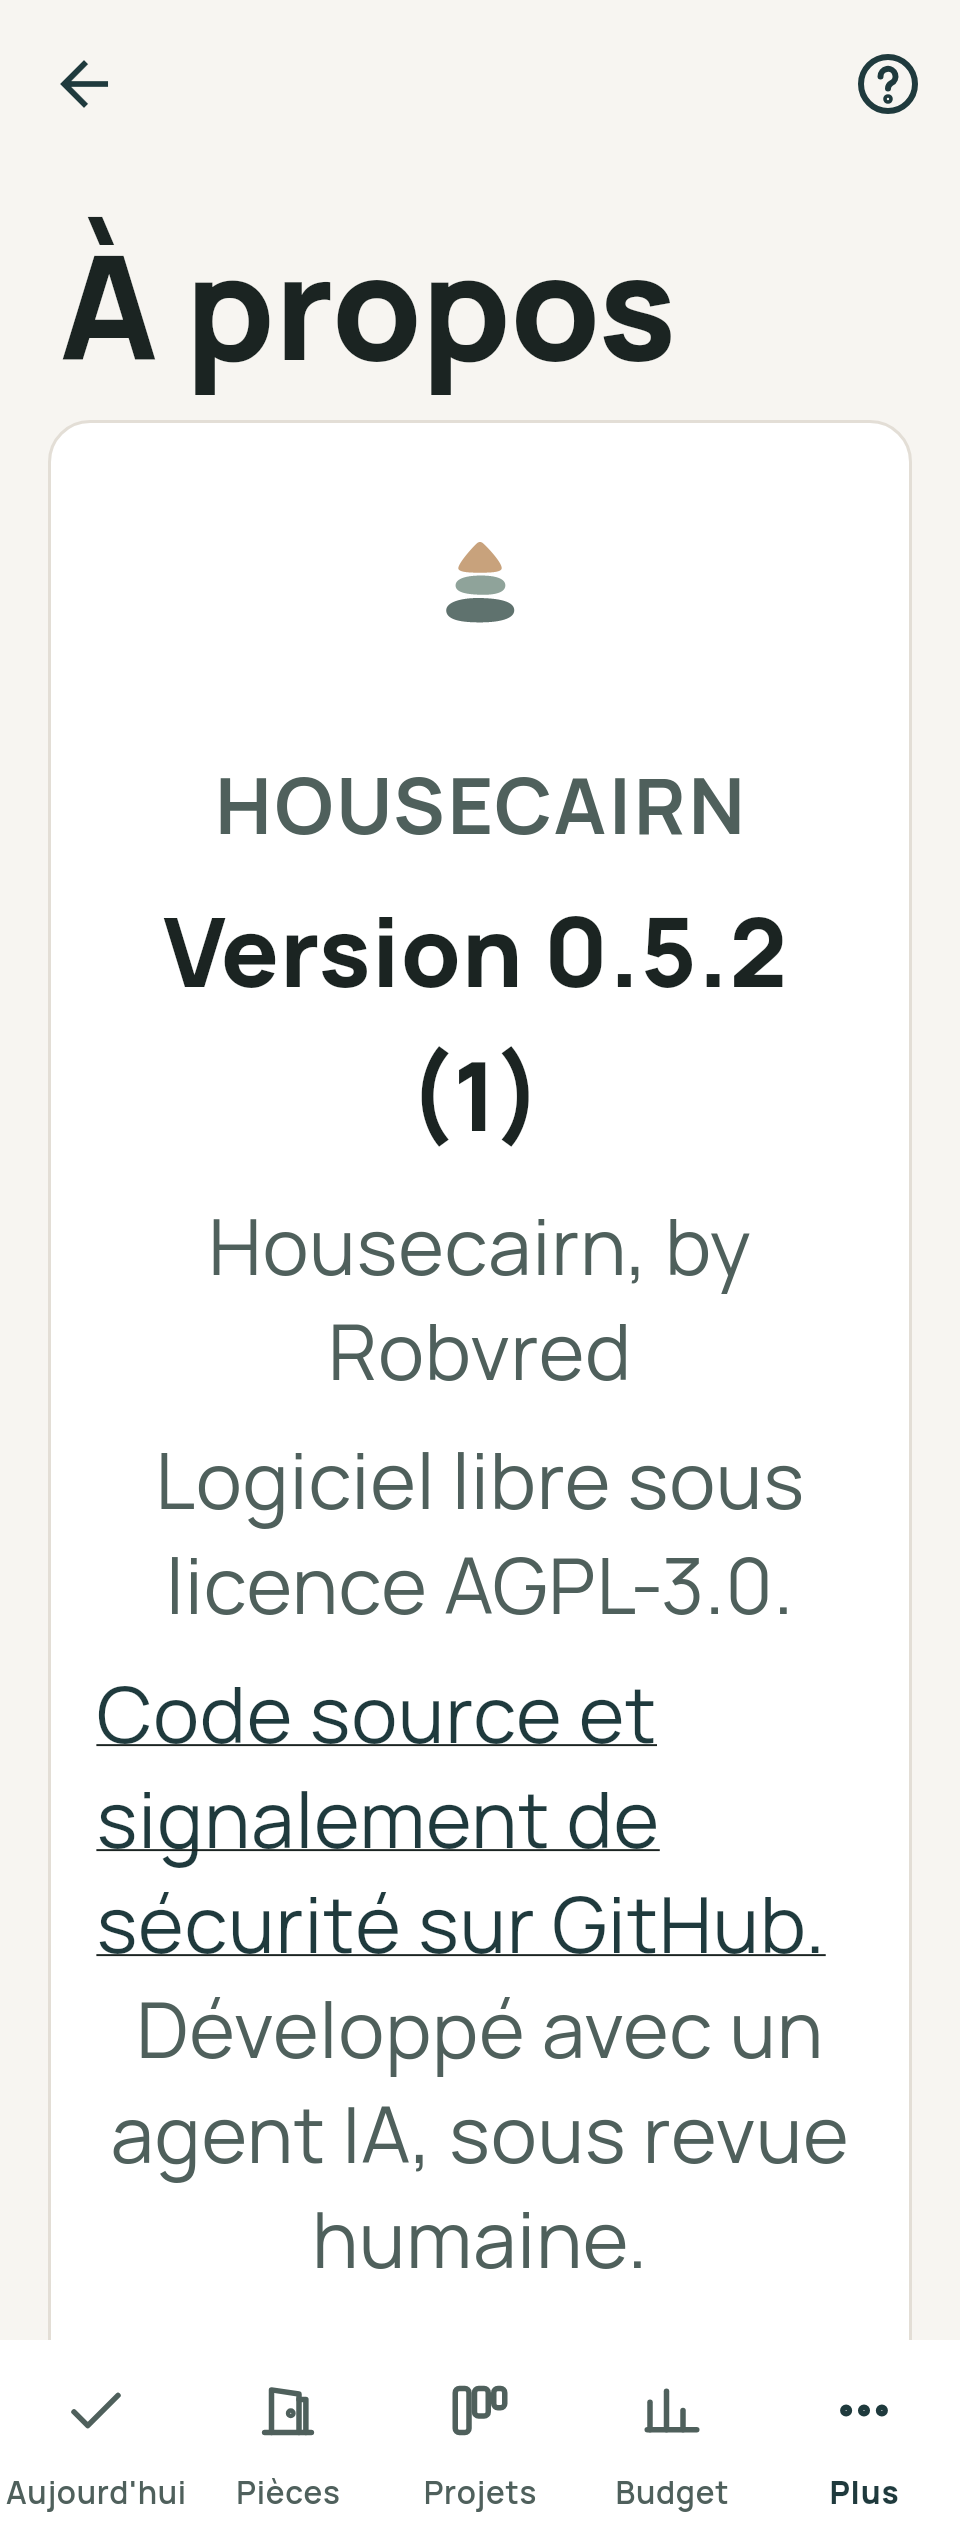 À propos
HOUSECAIRN
Version 0.5.2
(1)
Housecairn, by
Robvred
Logiciel libre sous
licence AGPL-3.0.
Code source et
signalement de
sécurité sur GitHub.
Développé avec un
agent IA, sous revue
humaine.
Aujourd'hui
Pièces
Projets
Budget
Plus